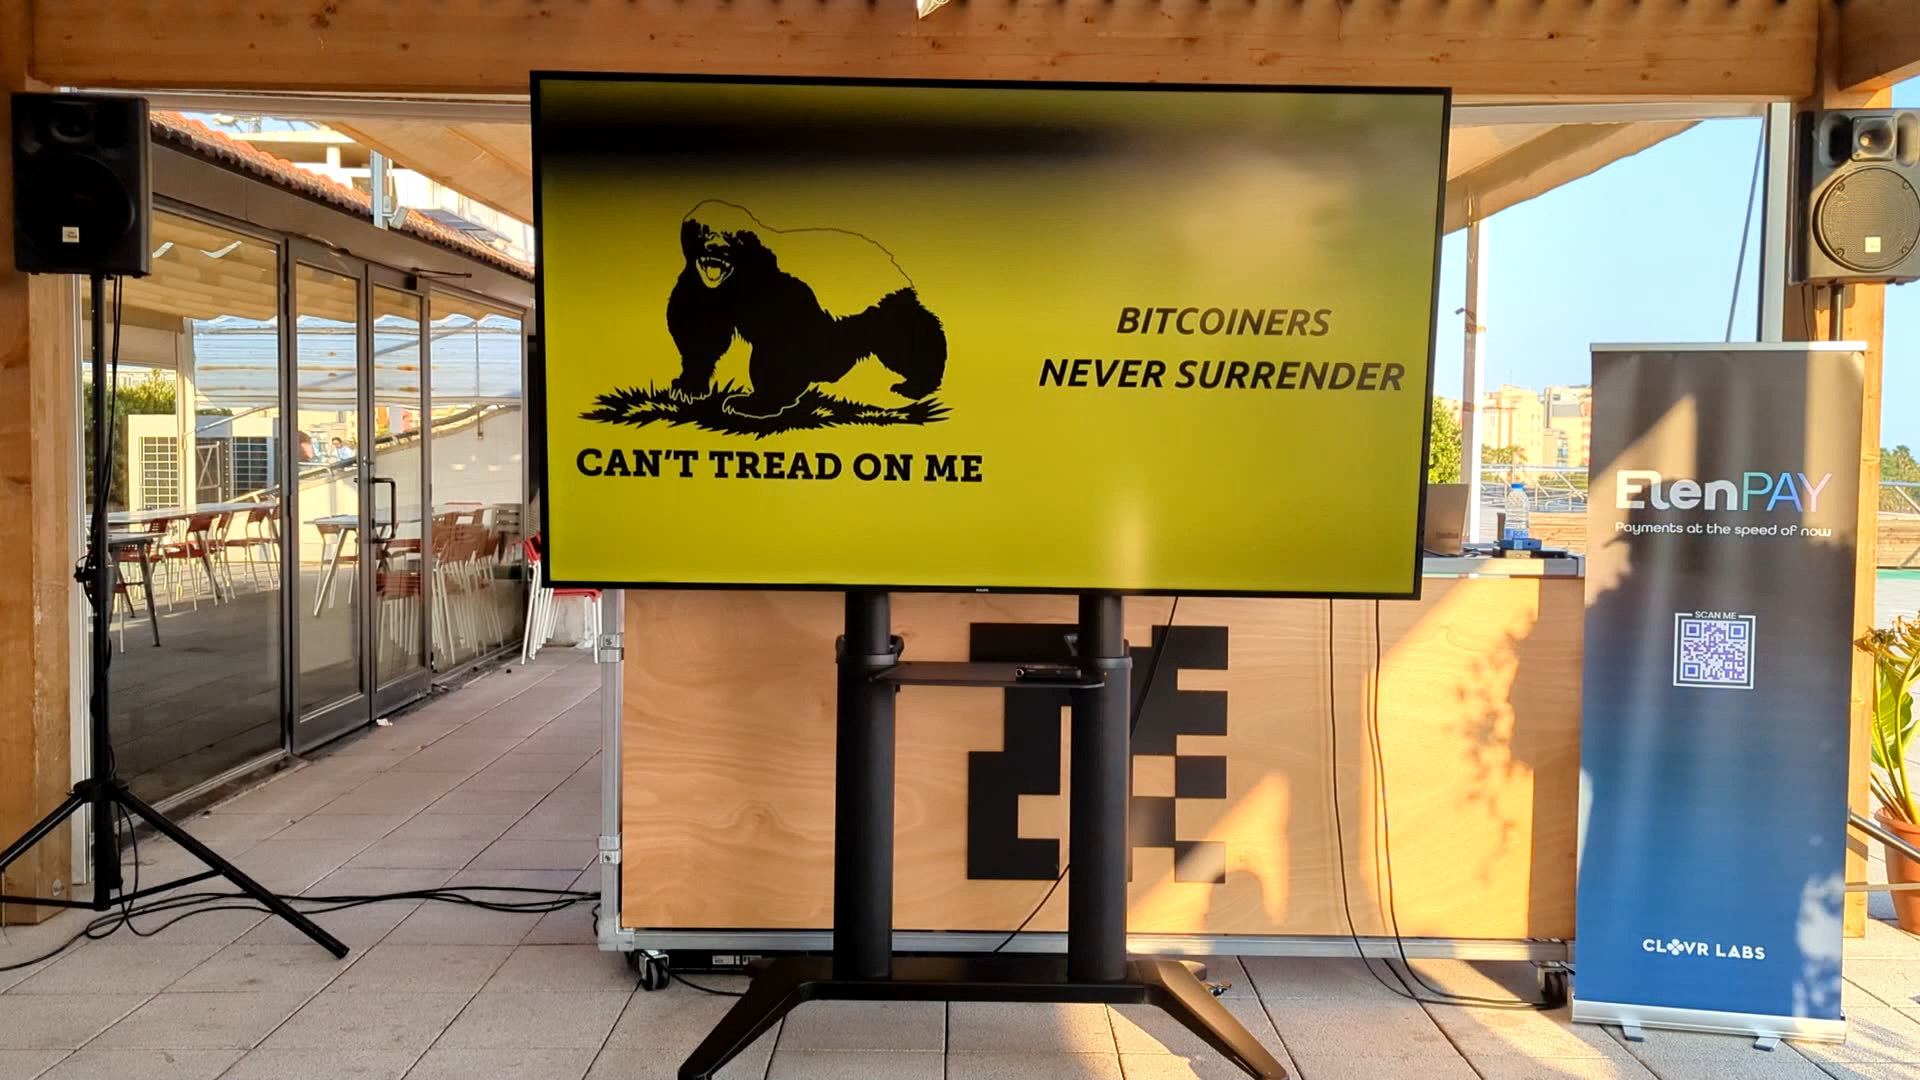 BITCOINERS
NEVER SURRENDER
CAN'T TREAD ON ME
ElenPAY
Payments at the speed of now
SCAN ME
CLOVR LABS